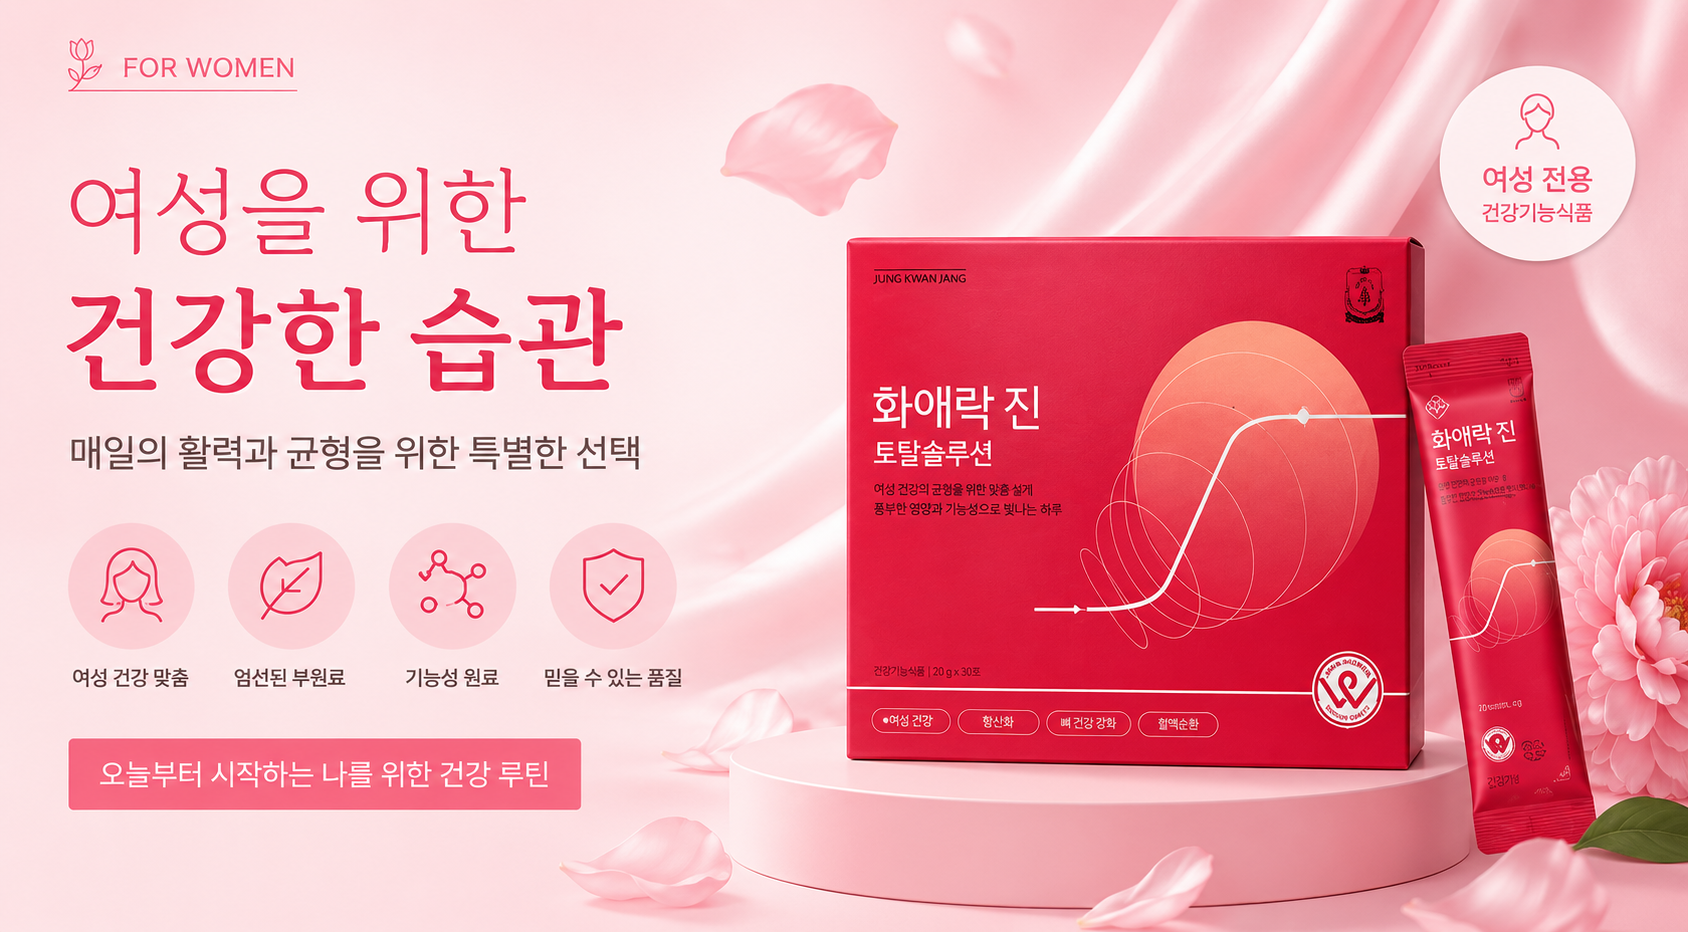 FOR WOMEN
여성을 위한
건강한 습관
매일의 활력과 균형을 위한 특별한 선택
여성 건강 맞춤
엄선된 부원료
기능성 원료
믿을 수 있는 품질
오늘부터 시작하는 나를 위한 건강 루틴
여성 전용
건강기능식품
JUNG KWAN JANG
화애락 진
토탈솔루션
여성 건강의 균형을 위한 맞춤 설계
풍부한 영양과 기능성으로 빛나는 하루
건강기능식품 | 20 g x 30포
여성 건강
항산화
뼈 건강 강화
혈액순환
화애락 진
토탈솔루션